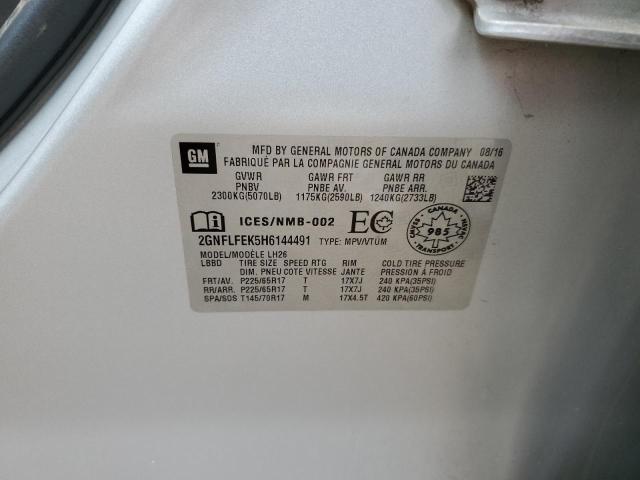 GM
MFD BY GENERAL MOTORS OF CANADA COMPANY 08/16
FABRIQUÉ PAR LA COMPAGNIE GENERAL MOTORS DU CANADA
GVWR GAWR FRT GAWR RR
PNBV PNBE AV. PNBE ARR.
2300KG(5070LB) 1175KG(2590LB) 1240KG(2733LB)
ICES/NMB-002 EC
CANADA
985
CANADA
2GNFLFEK5H6144491 TYPE: MPV/VTUM
MODEL/MODÈLE LH26
LBBD TIRE SIZE SPEED RTG RIM COLD TIRE PRESSURE
DIM. PNEU COTE VITESSE JANTE PRESSION À FROID
FRT/AV. P225/65R17 T 17X7J 240 KPA(35PSI)
RR/ARR. P225/65R17 T 17X7J 240 KPA(35PSI)
SPA/SOS T145/70R17 M 17X4.5T 420 KPA(60PSI)